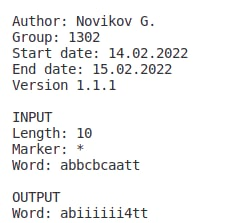 Author: Novikov G.
Group: 1302
Start date: 14.02.2022
End date: 15.02.2022
Version 1.1.1

INPUT
Length: 10
Marker: *
Word: abbcbcaatt

OUTPUT
Word: abiiiiii4tt